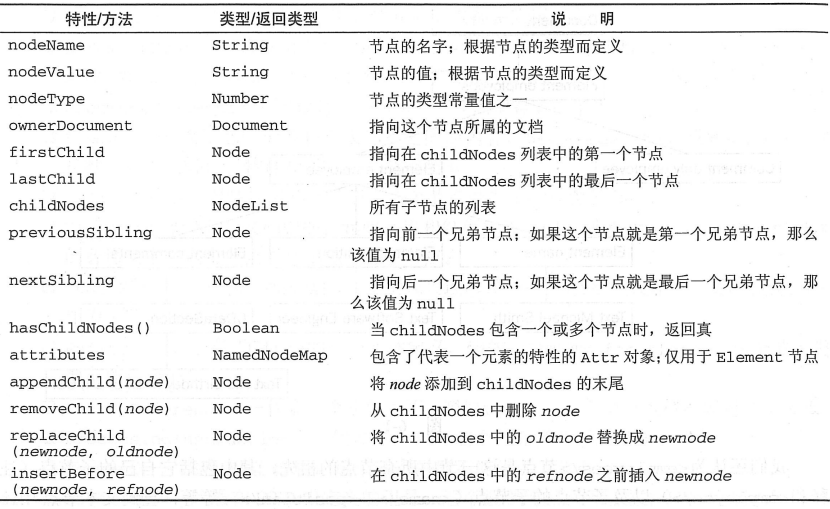 特性/方法 类型/返回类型 说 明
nodeName String 节点的名字；根据节点的类型而定义
nodeValue String 节点的值；根据节点的类型而定义
nodeType Number 节点的类型常量值之一
ownerDocument Document 指向这个节点所属的文档
firstChild Node 指向在 childNodes 列表中的第一个节点
lastChild Node 指向在 childNodes 列表中的最后一个节点
childNodes NodeList 所有子节点的列表
previousSibling Node 指向前一个兄弟节点；如果这个节点就是第一个兄弟节点，那么
该值为 null
nextSibling Node 指向后一个兄弟节点；如果这个节点就是最后一个兄弟节点，那
么该值为 null
hasChildNodes() Boolean 当 childNodes 包含一个或多个节点时，返回真
attributes NamedNodeMap 包含了代表一个元素的特性的 Attr 对象；仅用于 Element 节点
appendChild(node) Node 将 node 添加到 childNodes 的末尾
removeChild(node) Node 从 childNodes 中删除 node
replaceChild Node 将 childNodes 中的 oldnode 替换成 newnode
(newnode, oldnode)
insertBefore Node 在 childNodes 中的 refnode 之前插入 newnode
(newnode, refnode)